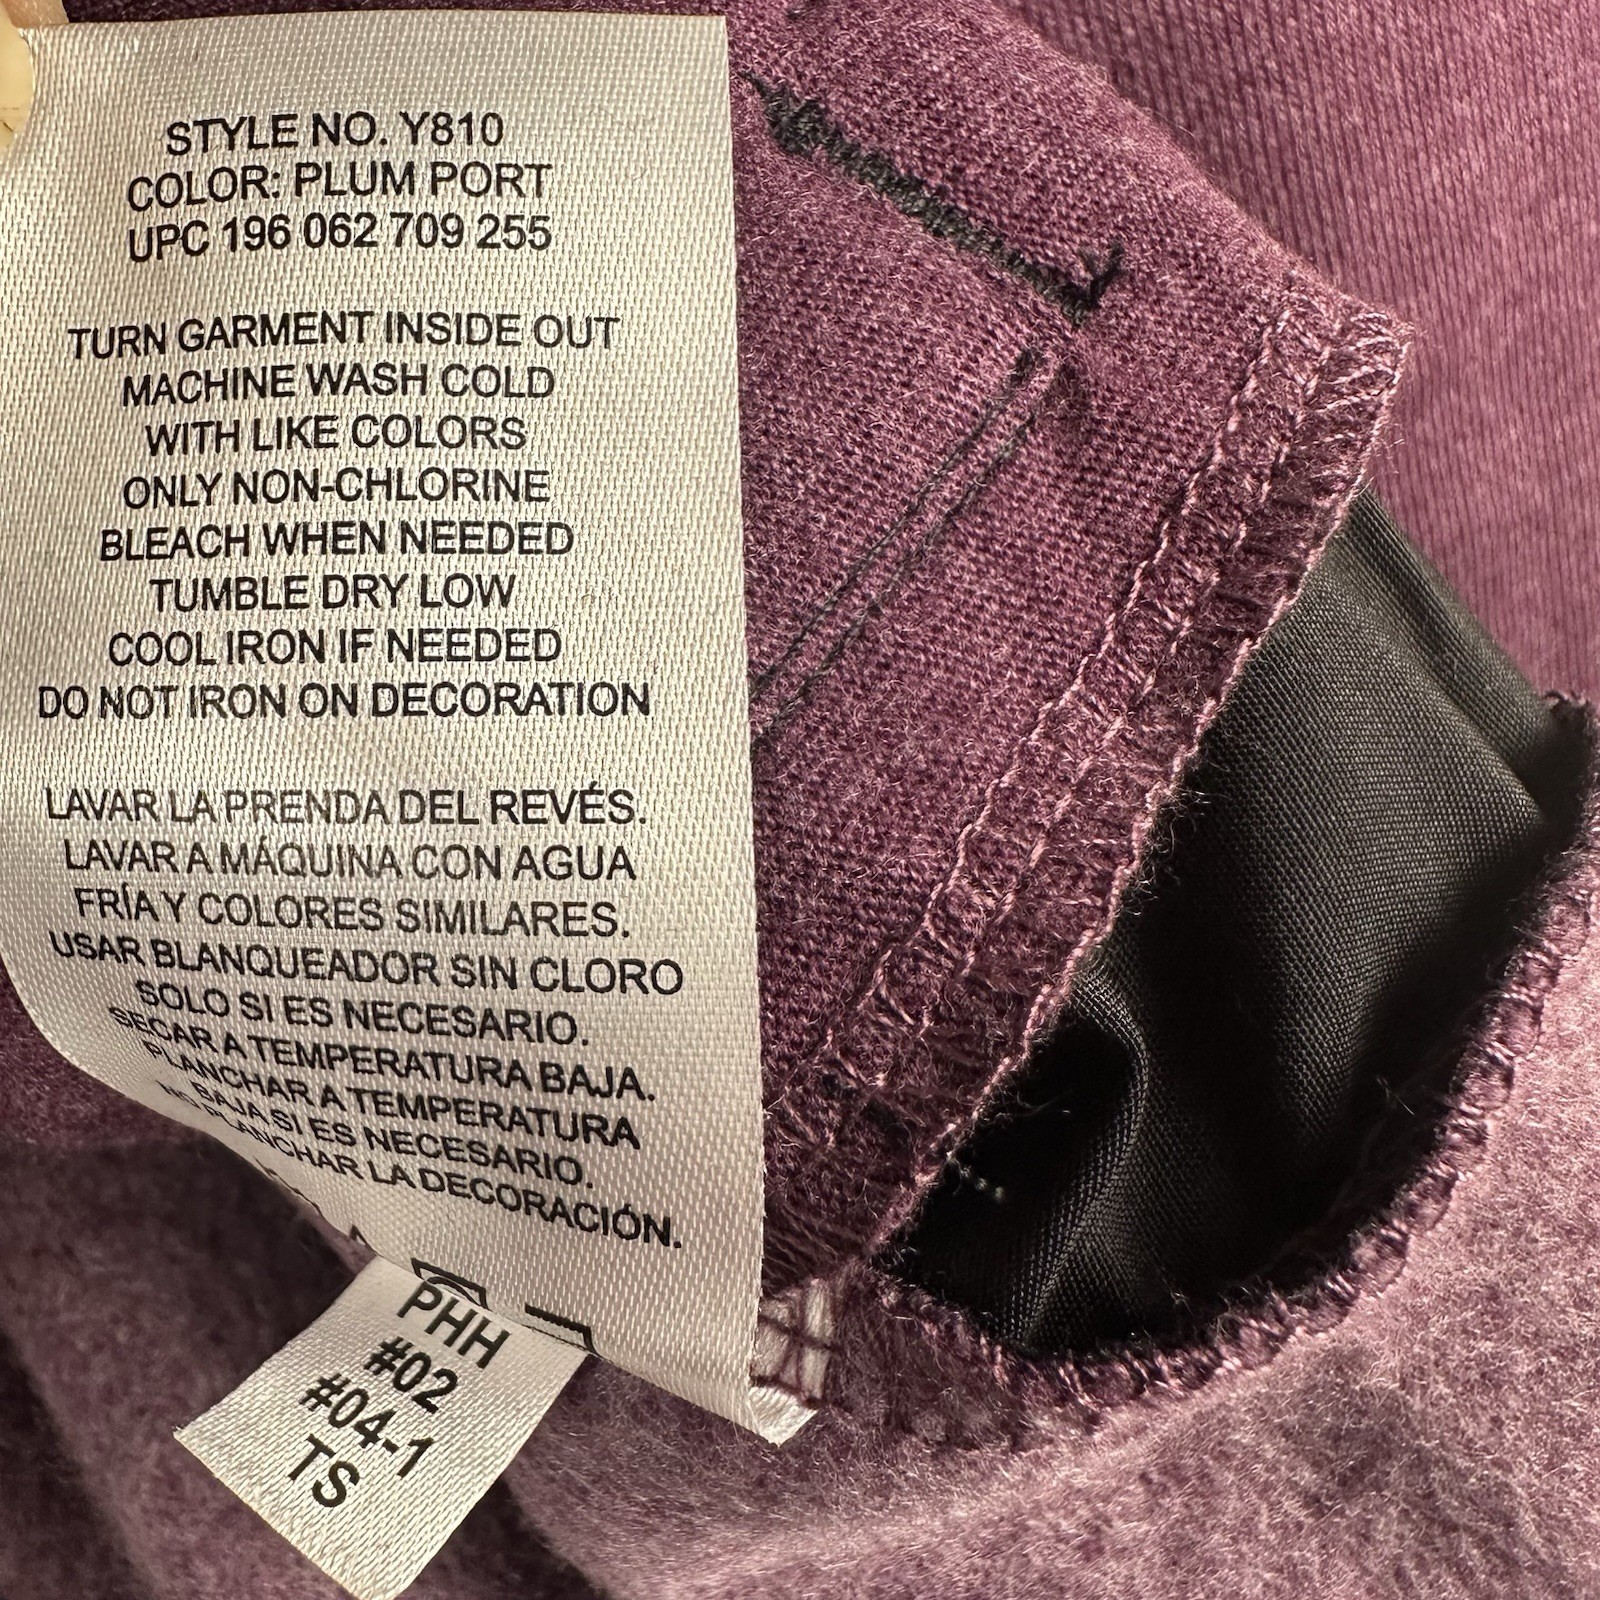 STYLE NO. Y810
COLOR: PLUM PORT
UPC 196 062 709 255
TURN GARMENT INSIDE OUT
MACHINE WASH COLD
WITH LIKE COLORS
ONLY NON-CHLORINE
BLEACH WHEN NEEDED
TUMBLE DRY LOW
COOL IRON IF NEEDED
DO NOT IRON ON DECORATION
LAVAR LA PRENDA DEL REVÉS.
LAVAR A MÁQUINA CON AGUA
FRÍA Y COLORES SIMILARES.
USAR BLANQUEADOR SIN CLORO
SOLO SI ES NECESARIO.
SECAR A TEMPERATURA BAJA.
PLANCHAR A TEMPERATURA
BAJA SI ES NECESARIO.
NO PLANCHAR LA DECORACIÓN.
PHH
#02
#04-1
TS